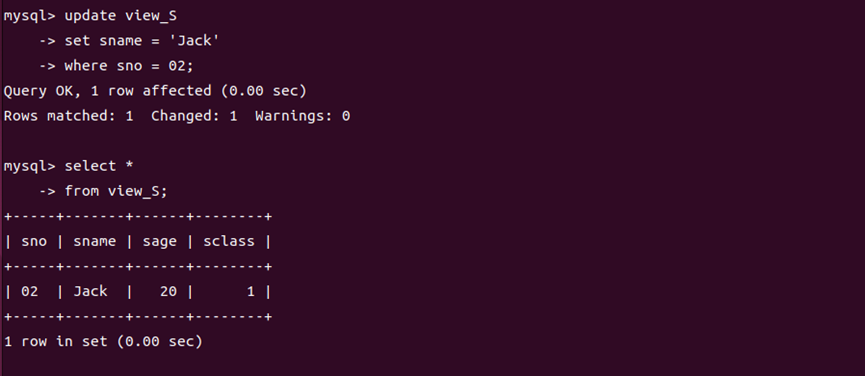 mysql> update view_S
    -> set sname = 'Jack'
    -> where sno = 02;
Query OK, 1 row affected (0.00 sec)
Rows matched: 1  Changed: 1  Warnings: 0

mysql> select *
    -> from view_S;
+-----+-------+------+--------+
| sno | sname | sage | sclass |
+-----+-------+------+--------+
| 02  | Jack  |   20 |      1 |
+-----+-------+------+--------+
1 row in set (0.00 sec)